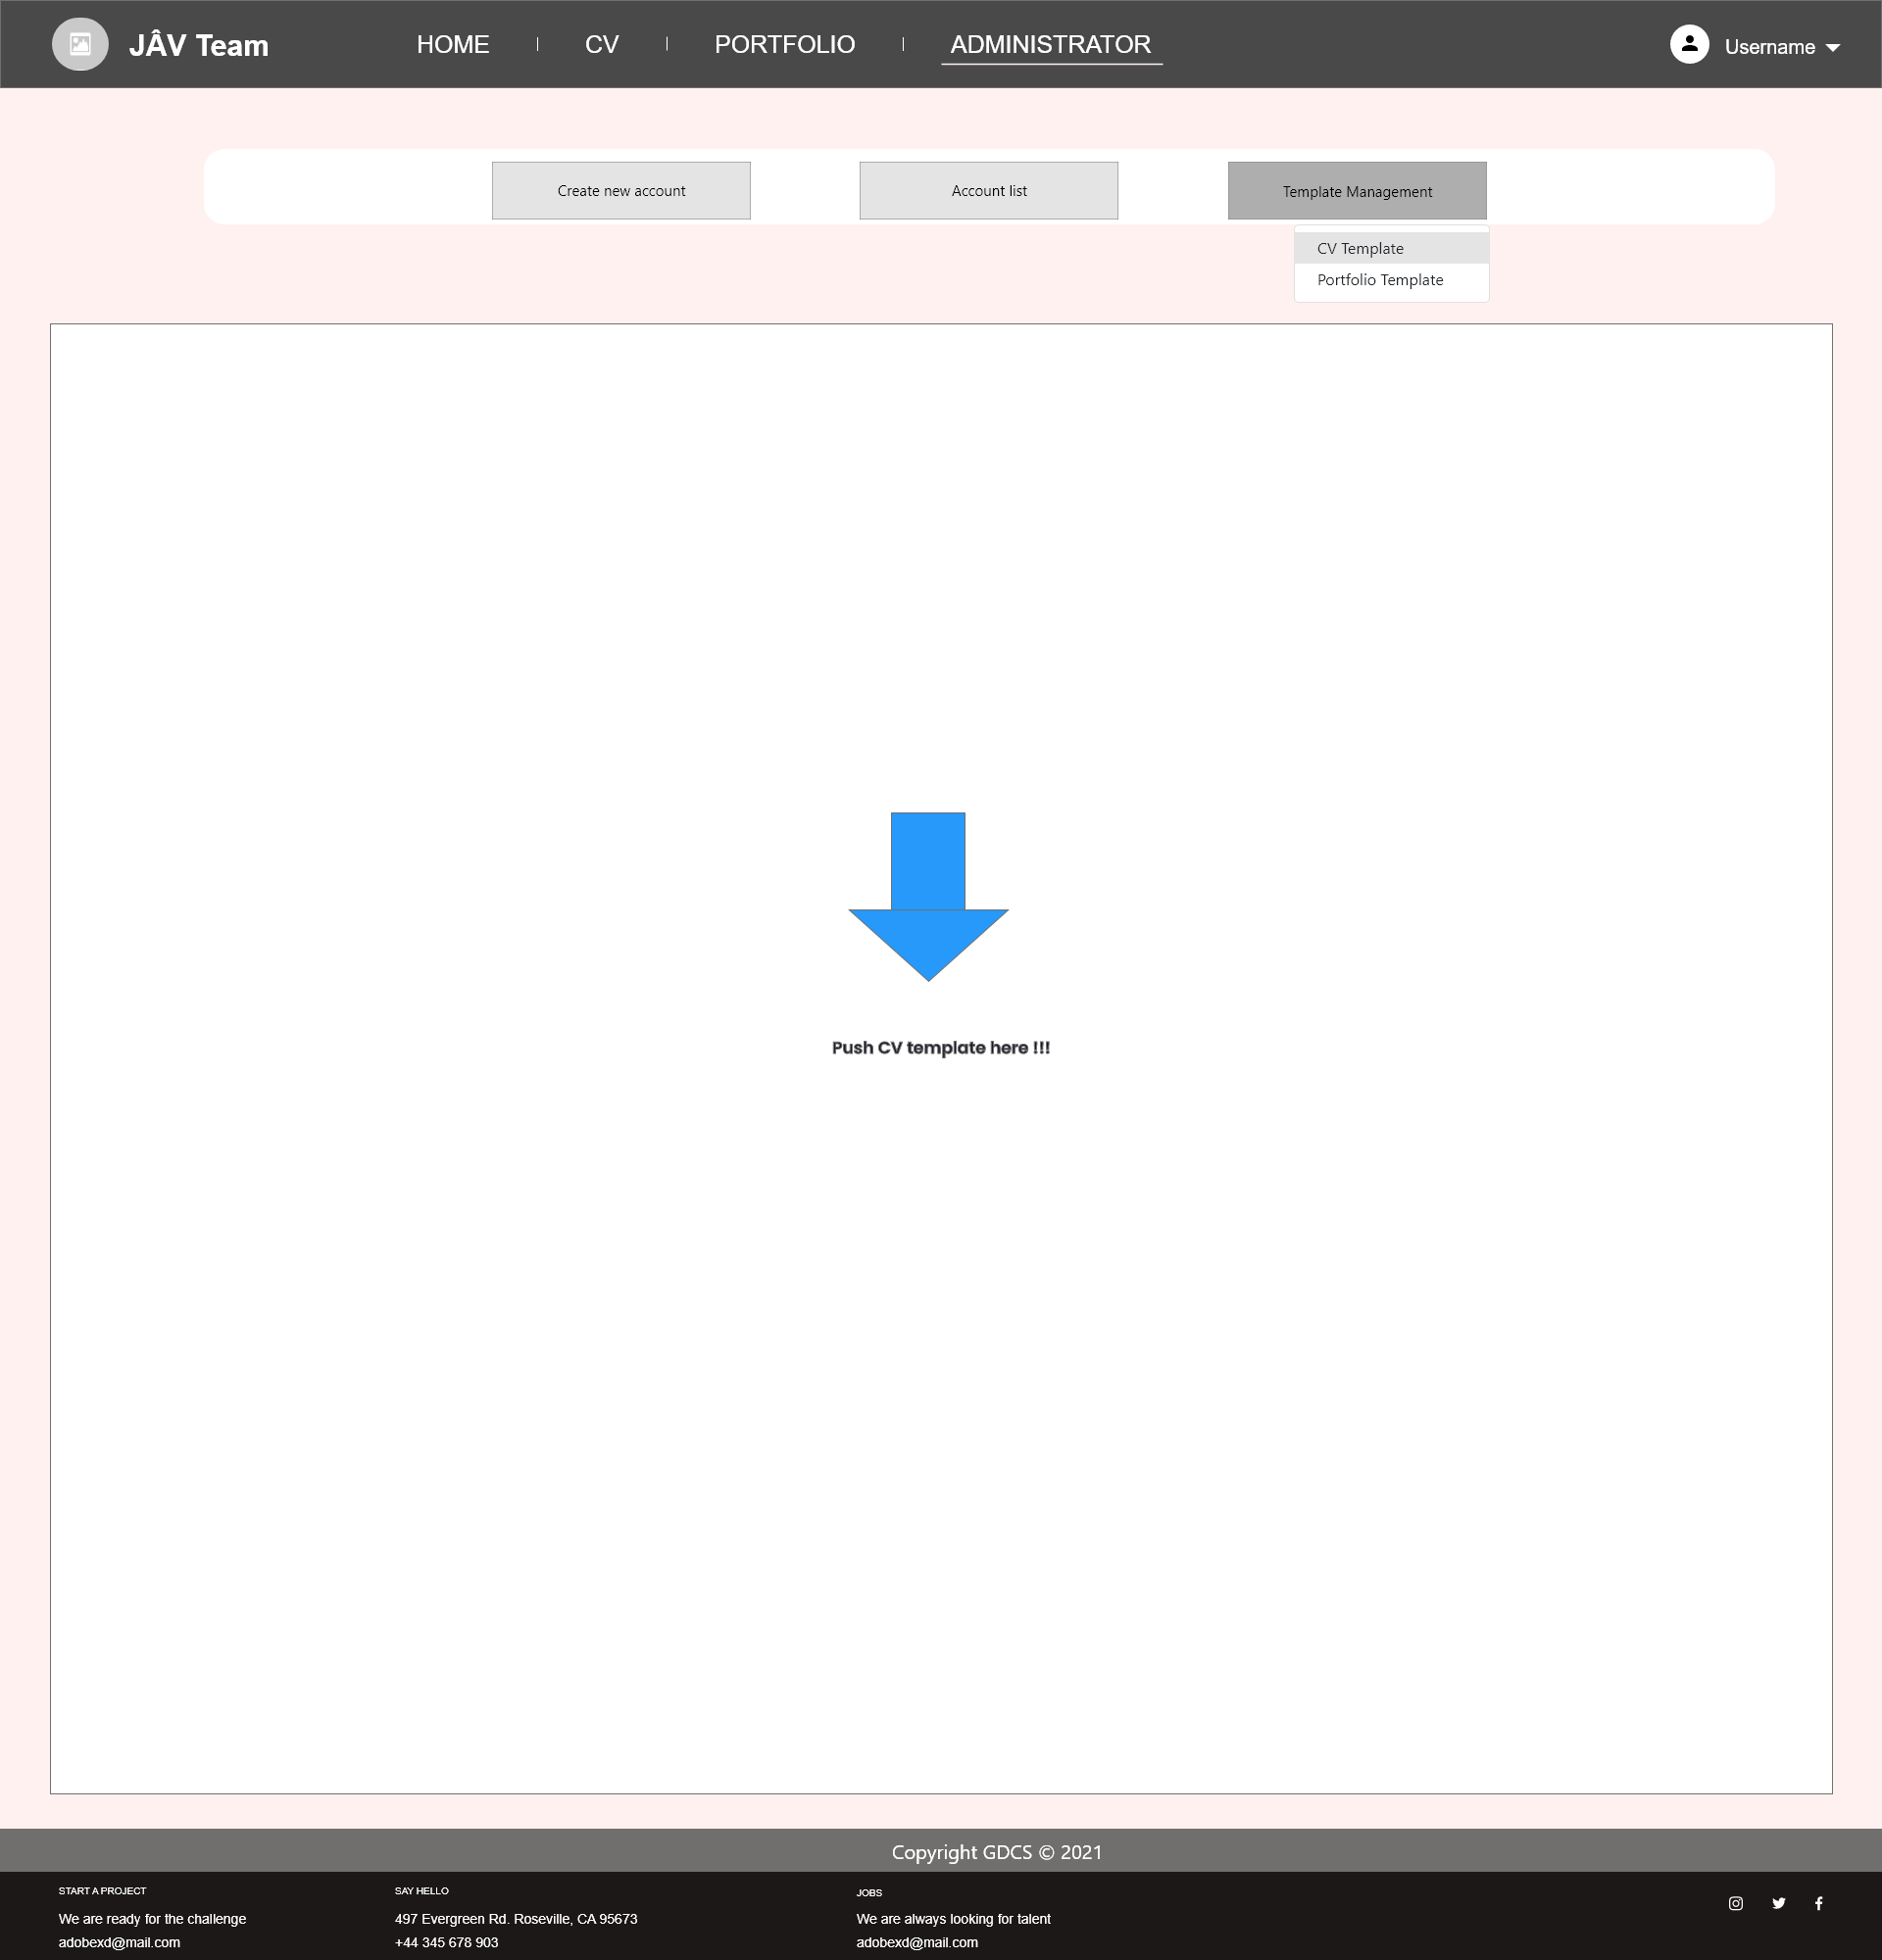 JÂV Team
HOME
CV
PORTFOLIO
ADMINISTRATOR
Username
Create new account
Account list
Template Management
CV Template
Portfolio Template
Push CV template here !!!
Copyright GDCS © 2021
START A PROJECT
We are ready for the challenge
adobexd@mail.com
SAY HELLO
497 Evergreen Rd. Roseville, CA 95673
+44 345 678 903
JOBS
We are always looking for talent
adobexd@mail.com